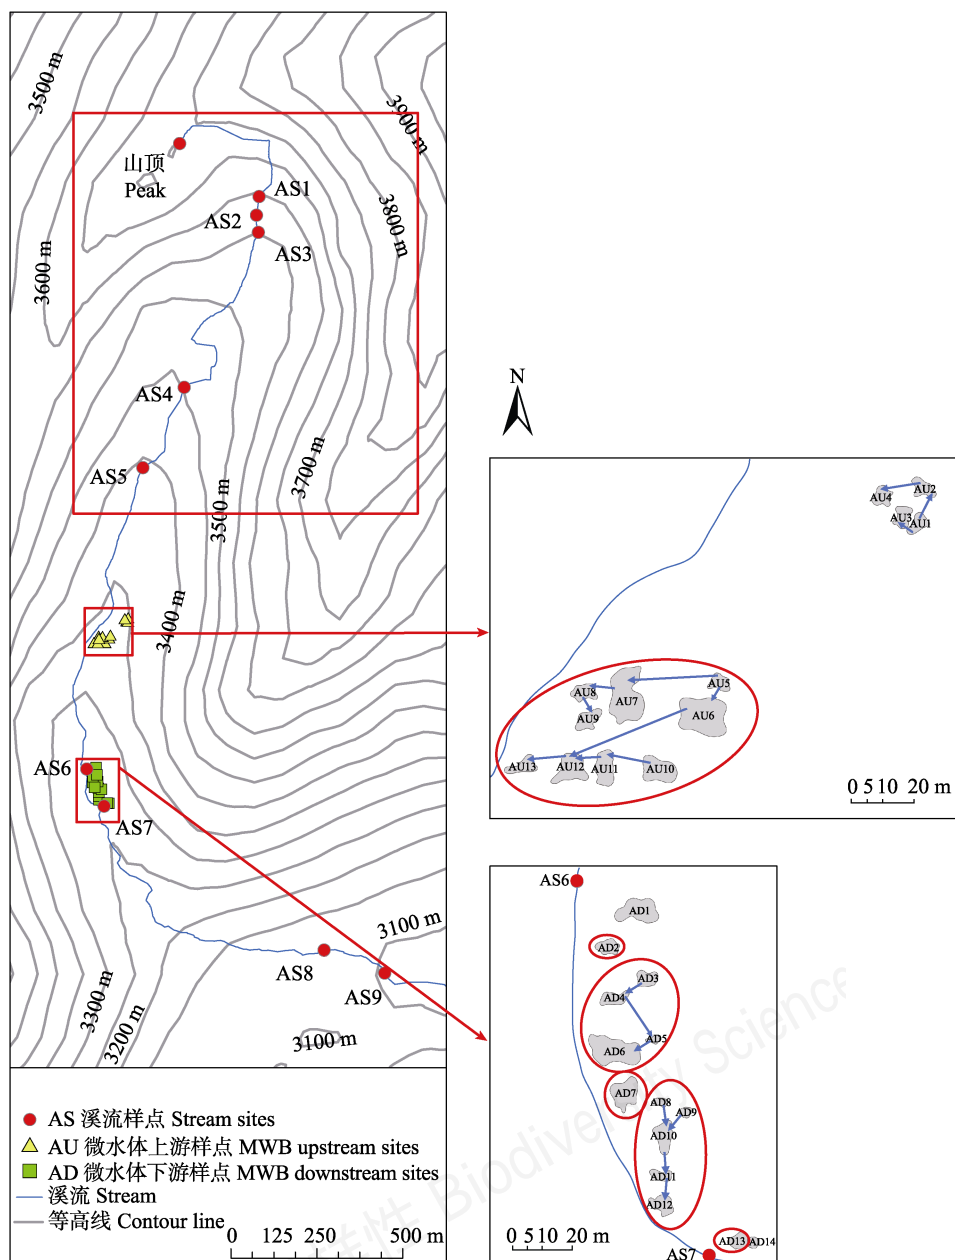 3500 m
3900 m
山顶
Peak
AS1
AS2
AS3
3800 m
3600 m
AS4
AS5
3700 m
3500 m
3400 m
AS6
AS7
3100 m
AS8
AS9
3300 m
3200 m
3100 m
AS 溪流样点 Stream sites
AU 微水体上游样点 MWB upstream sites
AD 微水体下游样点 MWB downstream sites
溪流 Stream
等高线 Contour line
0 125 250 500 m
N
AU4
AU2
AU3
AU1
AU5
AU8
AU7
AU6
AU9
AU13
AU12
AU11
AU10
0 5 10 20 m
AS6
AD1
AD2
AD3
AD4
AD5
AD6
AD7
AD8
AD9
AD10
AD11
AD12
AD13
AD14
AS7
0 5 10 20 m
Biodiversity Science